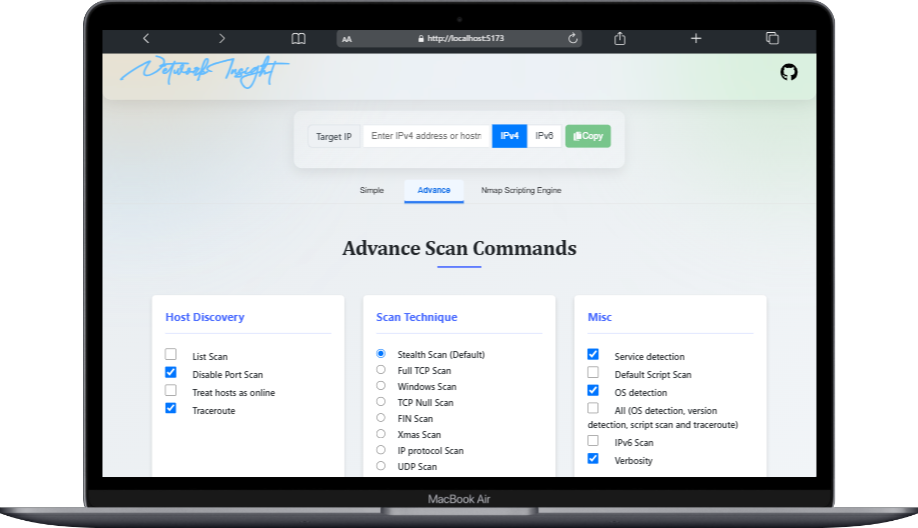 AA
http://localhost:5173
Network Insight
Target IP
Enter IPv4 address or hostn
IPv4
IPv6
Copy
Simple
Advance
Nmap Scripting Engine
Advance Scan Commands
Host Discovery
List Scan
Disable Port Scan
Treat hosts as online
Traceroute
Scan Technique
Stealth Scan (Default)
Full TCP Scan
Windows Scan
TCP Null Scan
FIN Scan
Xmas Scan
IP protocol Scan
UDP Scan
Misc
Service detection
Default Script Scan
OS detection
All (OS detection, version
detection, script scan and traceroute)
IPv6 Scan
Verbosity
MacBook Air